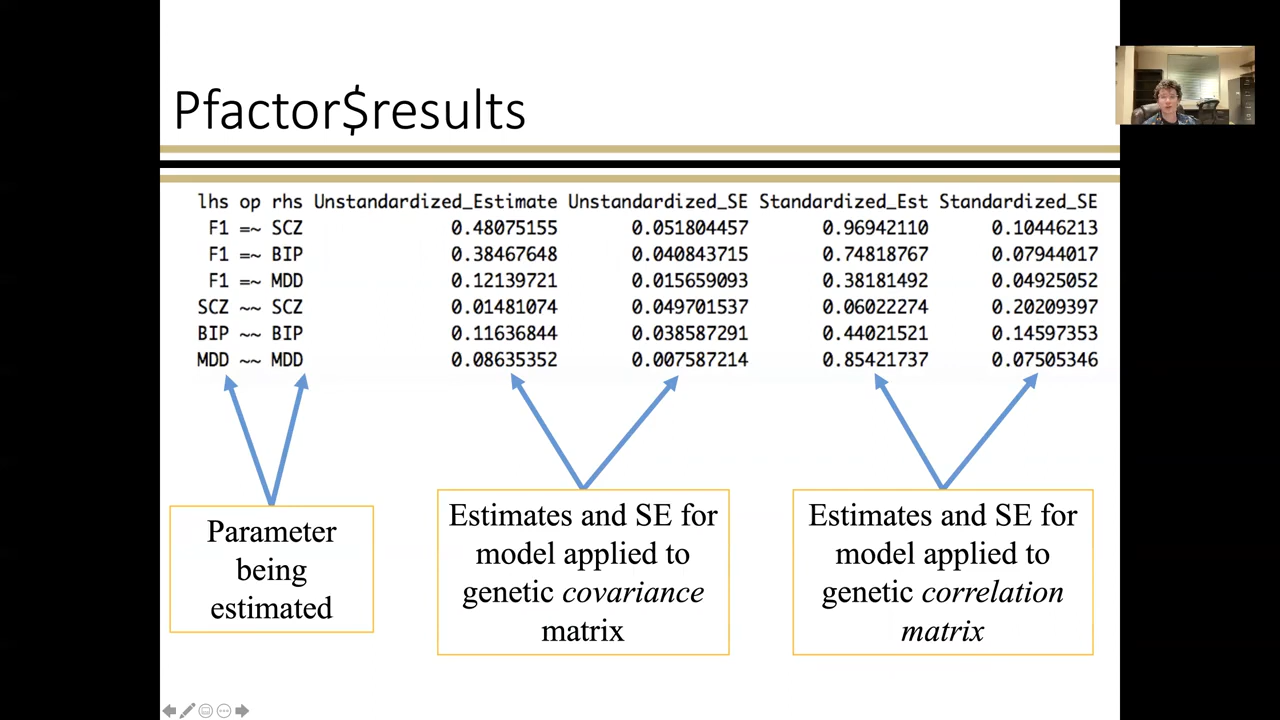 Pfactor$results
lhs op rhs Unstandardized_Estimate Unstandardized_SE Standardized_Est Standardized_SE
F1 =~ SCZ 0.48075155 0.051804457 0.96942110 0.10446213
F1 =~ BIP 0.38467648 0.040843715 0.74818767 0.07944017
F1 =~ MDD 0.12139721 0.015659093 0.38181492 0.04925052
SCZ ~~ SCZ 0.01481074 0.049701537 0.06022274 0.20209397
BIP ~~ BIP 0.11636844 0.038587291 0.44021521 0.14597353
MDD ~~ MDD 0.08635352 0.007587214 0.85421737 0.07505346
Parameter
being
estimated
Estimates and SE for
model applied to
genetic covariance
matrix
Estimates and SE for
model applied to
genetic correlation
matrix